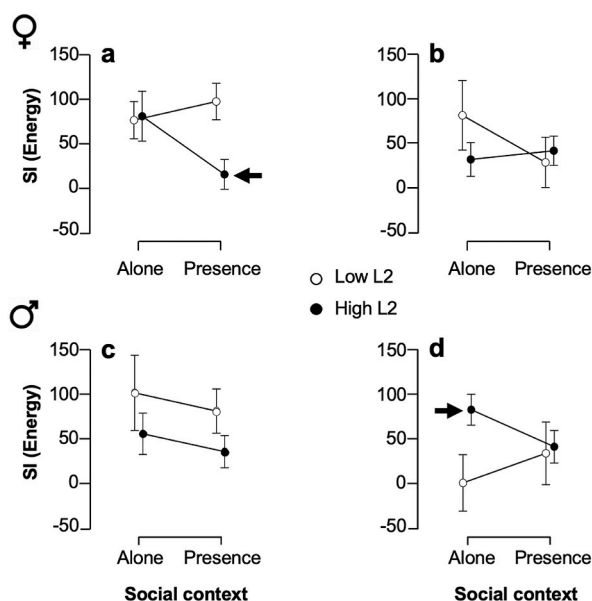 ♀
a
150
100
50
0
-50
SI (Energy)
Alone Presence
b
150
100
50
0
-50
Alone Presence
Low L2
High L2
♂
c
150
100
50
0
-50
SI (Energy)
Alone Presence
Social context
d
150
100
50
0
-50
Alone Presence
Social context